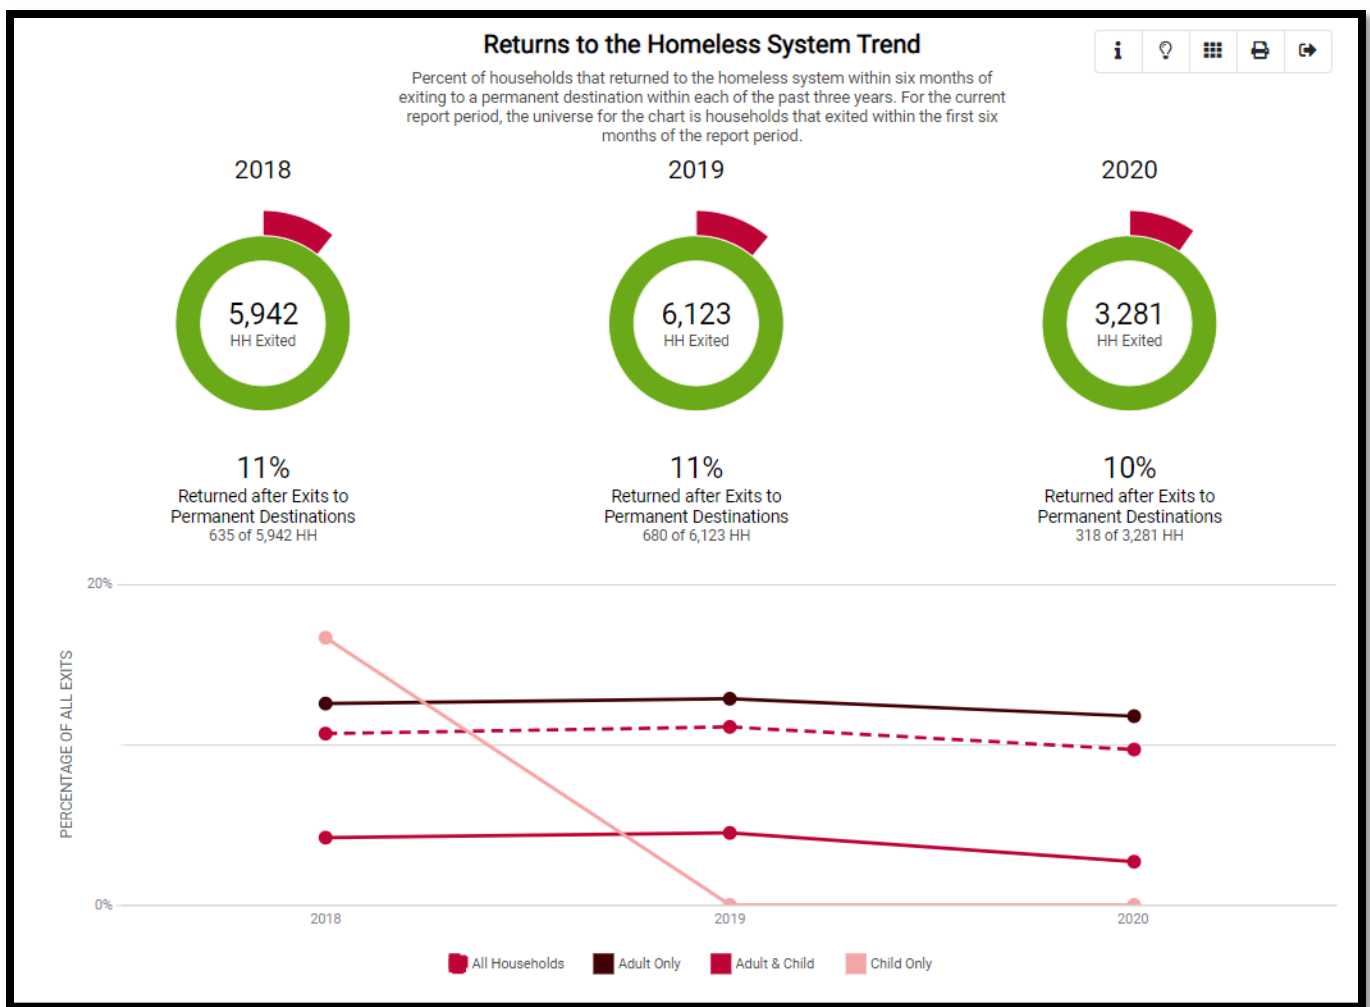 Returns to the Homeless System Trend
Percent of households that returned to the homeless system within six months of
exiting to a permanent destination within each of the past three years. For the current
report period, the universe for the chart is households that exited within the first six
months of the report period.
2018
2019
2020
5,942
HH Exited
6,123
HH Exited
3,281
HH Exited
11%
Returned after Exits to
Permanent Destinations
635 of 5,942 HH
11%
Returned after Exits to
Permanent Destinations
680 of 6,123 HH
10%
Returned after Exits to
Permanent Destinations
318 of 3,281 HH
20%
PERCENTAGE OF ALL EXITS
0%
2018
2019
2020
All Households
Adult Only
Adult & Child
Child Only